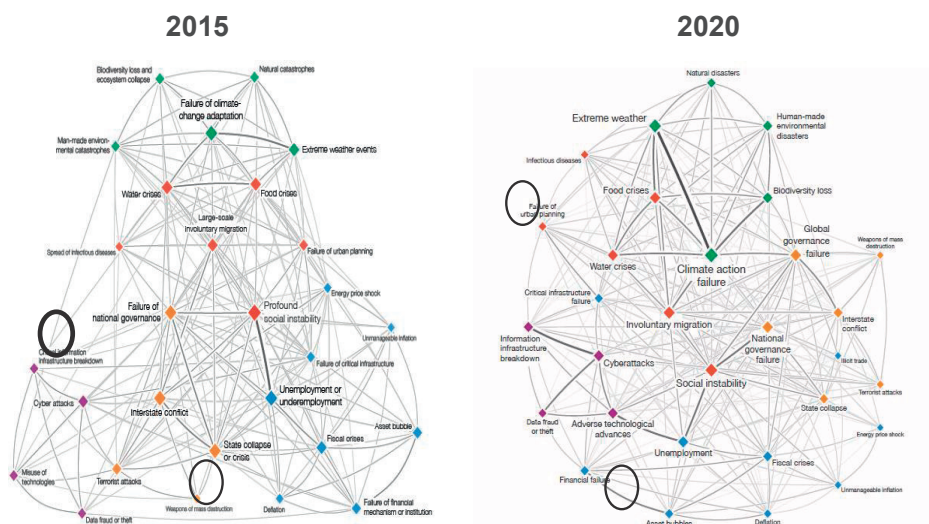 2015
2020
Biodiversity loss and
ecosystem collapse
Natural catastrophes
Failure of climate-
change adaptation
Man-made environ-
mental catastrophes
Extreme weather events
Water crises
Food crises
Large-scale
involuntary migration
Spread of infectious diseases
Failure of urban planning
Energy price shock
Failure of
national governance
Profound
social instability
Unmanageable inflation
Critical information
infrastructure breakdown
Failure of critical infrastructure
Cyber attacks
Interstate conflict
Unemployment or
underemployment
Asset bubble
State collapse
or crisis
Fiscal crises
Misuse of
technologies
Terrorist attacks
Weapons of mass destruction
Deflation
Failure of financial
mechanism or institution
Data fraud or theft
Natural disasters
Extreme weather
Human-made
environmental
disasters
Infectious diseases
Food crises
Biodiversity loss
Failure of
urban planning
Global
governance
failure
Weapons of mass
destruction
Water crises
Climate action
failure
Critical infrastructure
failure
Involuntary migration
Interstate
conflict
Information
infrastructure
breakdown
National
governance
failure
Cyberattacks
Illicit trade
Social instability
Terrorist attacks
State collapse
Data fraud
or theft
Adverse technological
advances
Energy price shock
Unemployment
Fiscal crises
Financial failure
Unmanageable inflation
Asset bubbles
Deflation